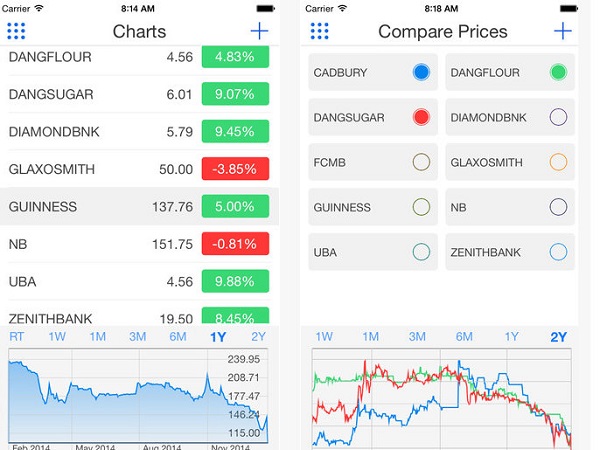 Carrier 8:14 AM
Charts
DANGFLOUR 4.56 4.83%
DANGSUGAR 6.01 9.07%
DIAMONDBNK 5.79 9.45%
GLAXOSMITH 50.00 -3.85%
GUINNESS 137.76 5.00%
NB 151.75 -0.81%
UBA 4.56 9.88%
ZENITHBANK 19.50 8.45%
RT 1W 1M 3M 6M 1Y 2Y
239.95
208.71
177.47
146.24
115.00
Feb 2014 May 2014 Aug 2014 Nov 2014
Carrier 8:18 AM
Compare Prices
CADBURY DANGFLOUR
DANGSUGAR DIAMONDBNK
FCMB GLAXOSMITH
GUINNESS NB
UBA ZENITHBANK
1W 1M 3M 6M 1Y 2Y